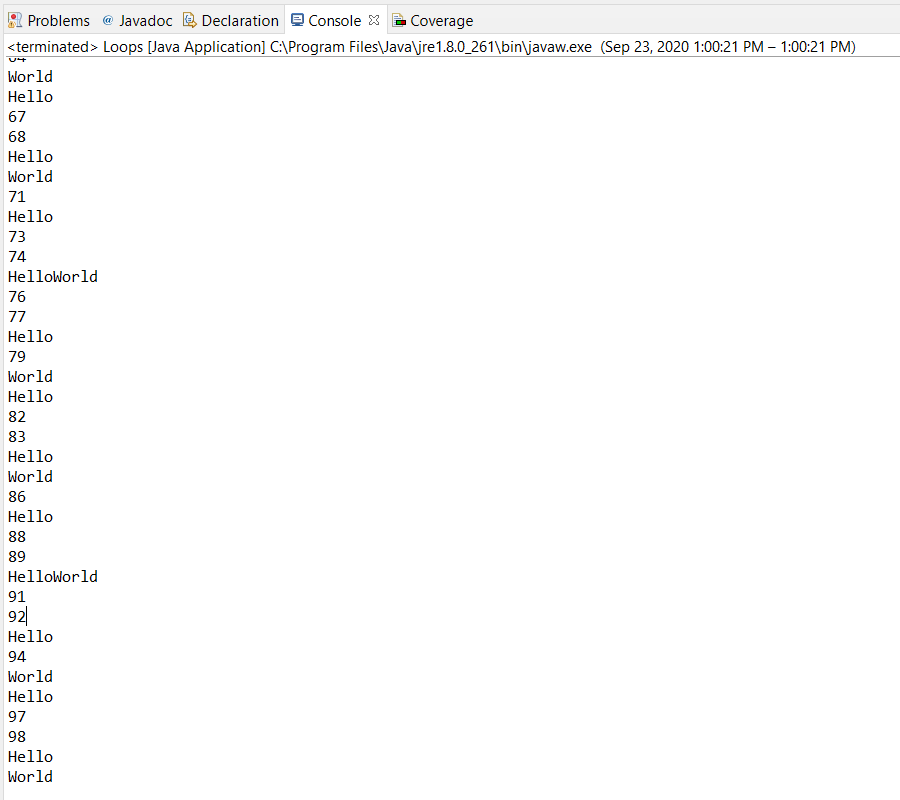 Problems @ Javadoc Declaration Console Coverage
<terminated> Loops [Java Application] C:\Program Files\Java\jre1.8.0_261\bin\javaw.exe (Sep 23, 2020 1:00:21 PM – 1:00:21 PM)
64
World
Hello
67
68
Hello
World
71
Hello
73
74
HelloWorld
76
77
Hello
79
World
Hello
82
83
Hello
World
86
Hello
88
89
HelloWorld
91
92
Hello
94
World
Hello
97
98
Hello
World